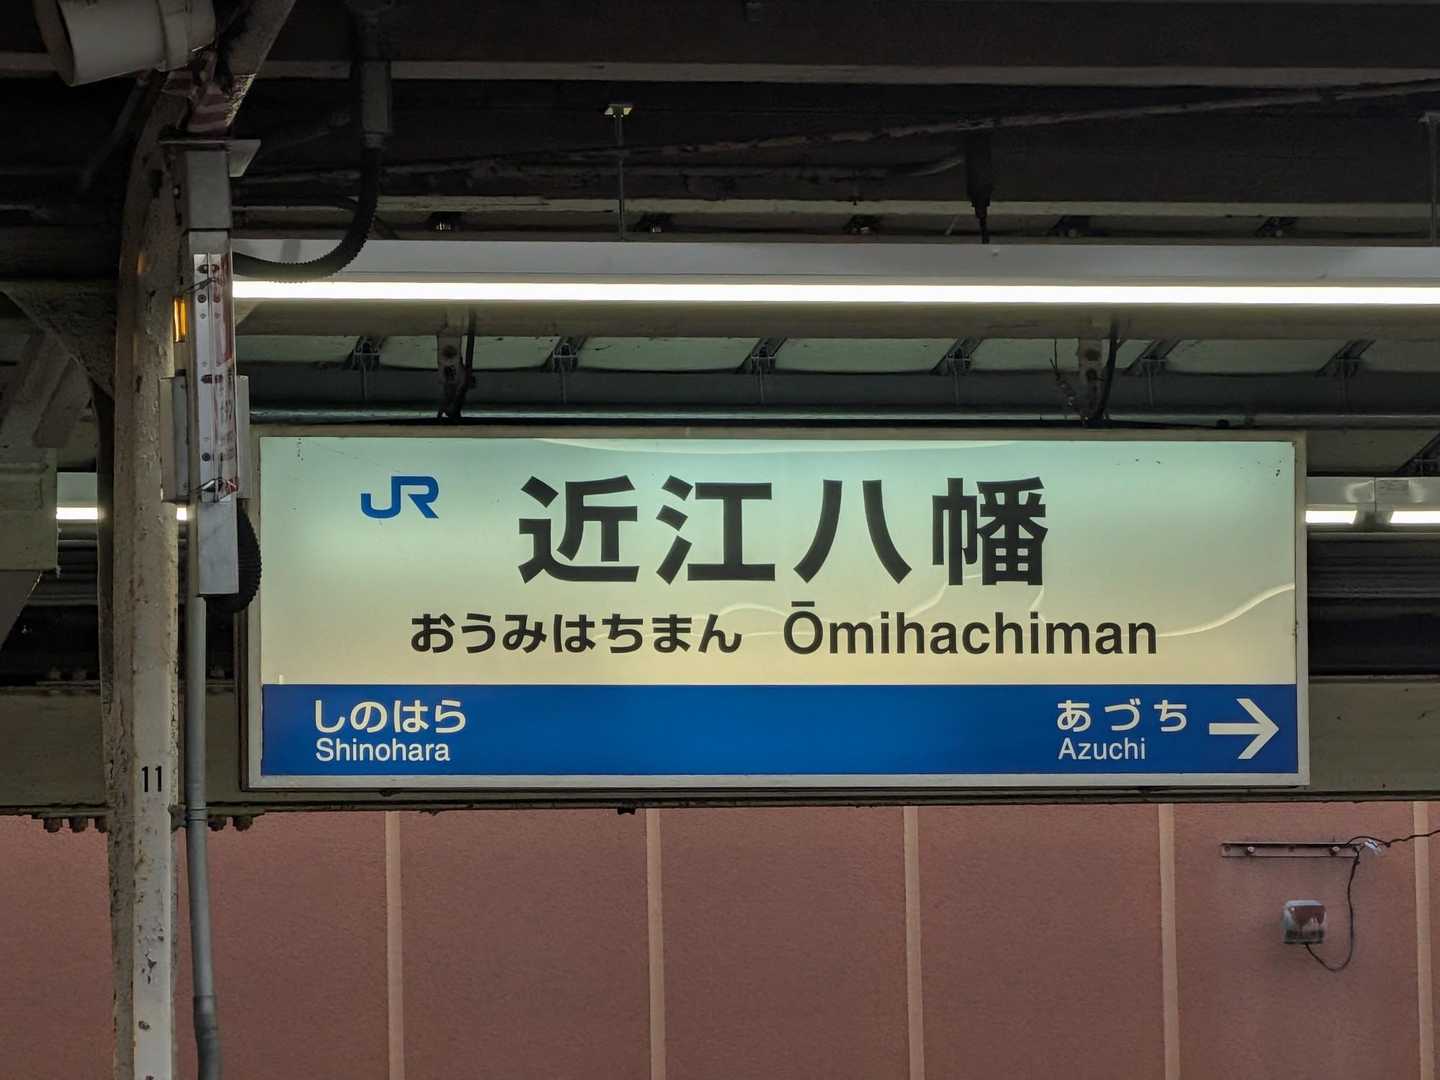 JR
近江八幡
おうみはちまん Ōmihachiman
しのはら
Shinohara
あづち →
Azuchi
11